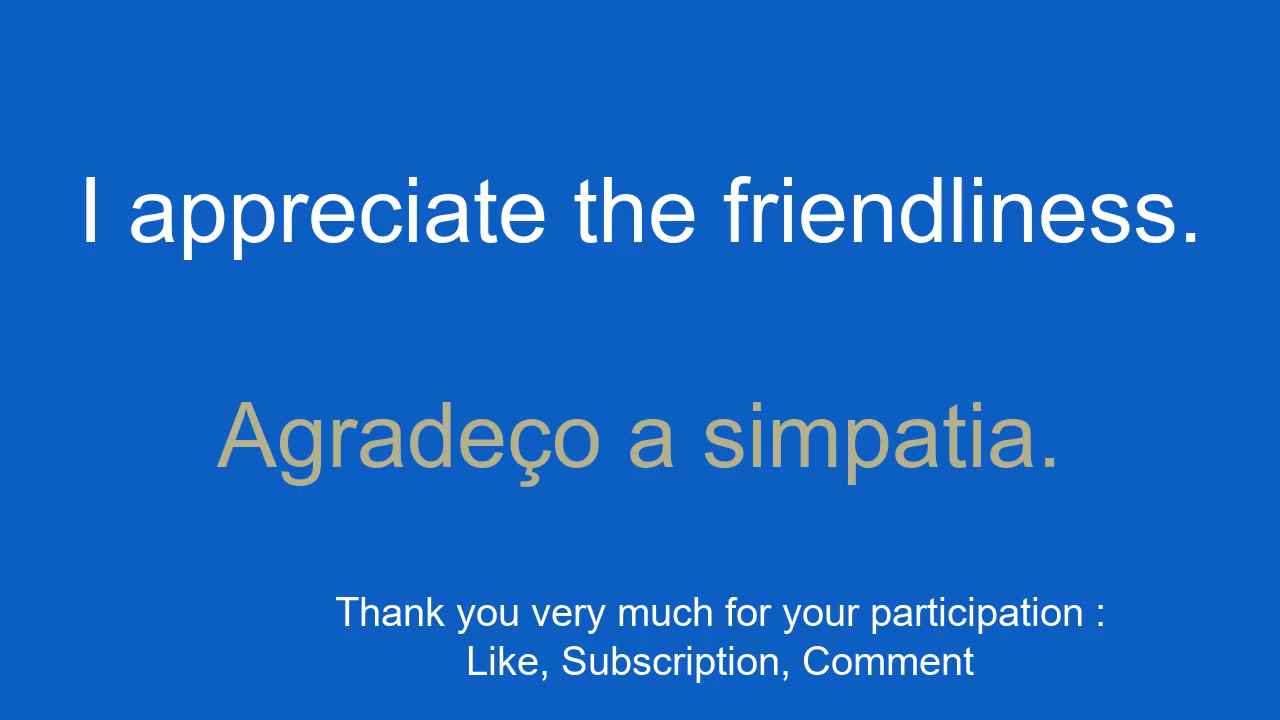 I appreciate the friendliness.
Agradeço a simpatia.
Thank you very much for your participation :
Like, Subscription, Comment